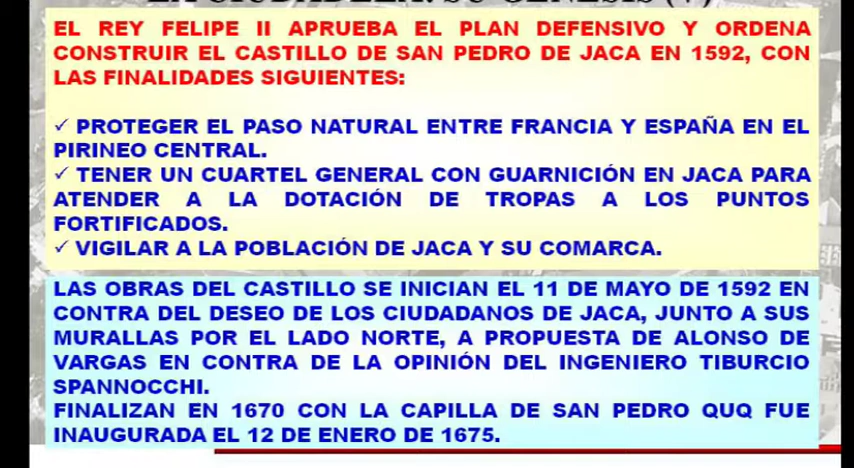 LA CIUDADELA: SU GÉNESIS (V)
EL REY FELIPE II APRUEBA EL PLAN DEFENSIVO Y ORDENA
CONSTRUIR EL CASTILLO DE SAN PEDRO DE JACA EN 1592, CON
LAS FINALIDADES SIGUIENTES:
✓ PROTEGER EL PASO NATURAL ENTRE FRANCIA Y ESPAÑA EN EL
PIRINEO CENTRAL.
✓ TENER UN CUARTEL GENERAL CON GUARNICIÓN EN JACA PARA
ATENDER A LA DOTACIÓN DE TROPAS A LOS PUNTOS
FORTIFICADOS.
✓ VIGILAR A LA POBLACIÓN DE JACA Y SU COMARCA.
LAS OBRAS DEL CASTILLO SE INICIAN EL 11 DE MAYO DE 1592 EN
CONTRA DEL DESEO DE LOS CIUDADANOS DE JACA, JUNTO A SUS
MURALLAS POR EL LADO NORTE, A PROPUESTA DE ALONSO DE
VARGAS EN CONTRA DE LA OPINIÓN DEL INGENIERO TIBURCIO
SPANNOCCHI.
FINALIZAN EN 1670 CON LA CAPILLA DE SAN PEDRO QUQ FUE
INAUGURADA EL 12 DE ENERO DE 1675.